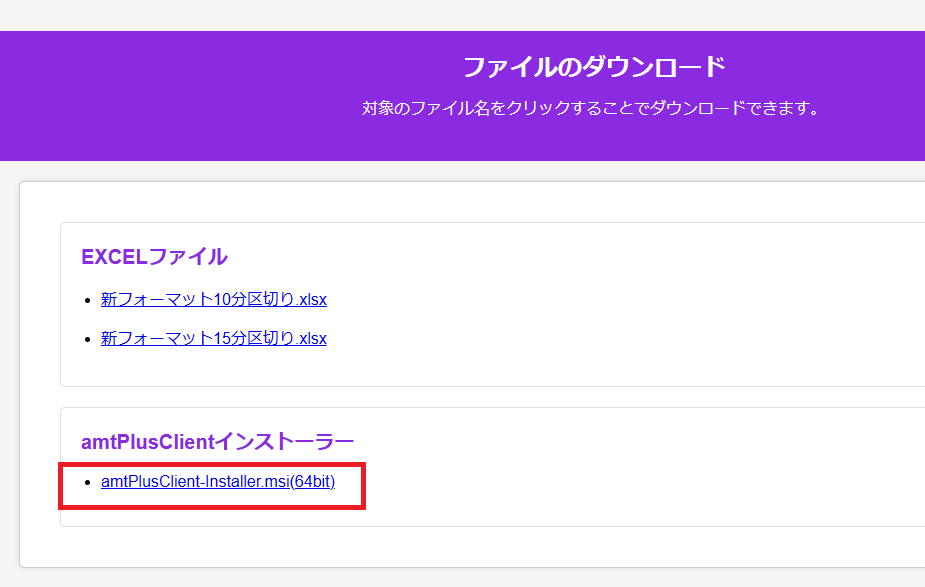 ファイルのダウンロード
対象のファイル名をクリックすることでダウンロードできます。
EXCELファイル
新フォーマット10分区切り.xlsx
新フォーマット15分区切り.xlsx
amtPlusClientインストーラー
amtPlusClient-Installer.msi(64bit)